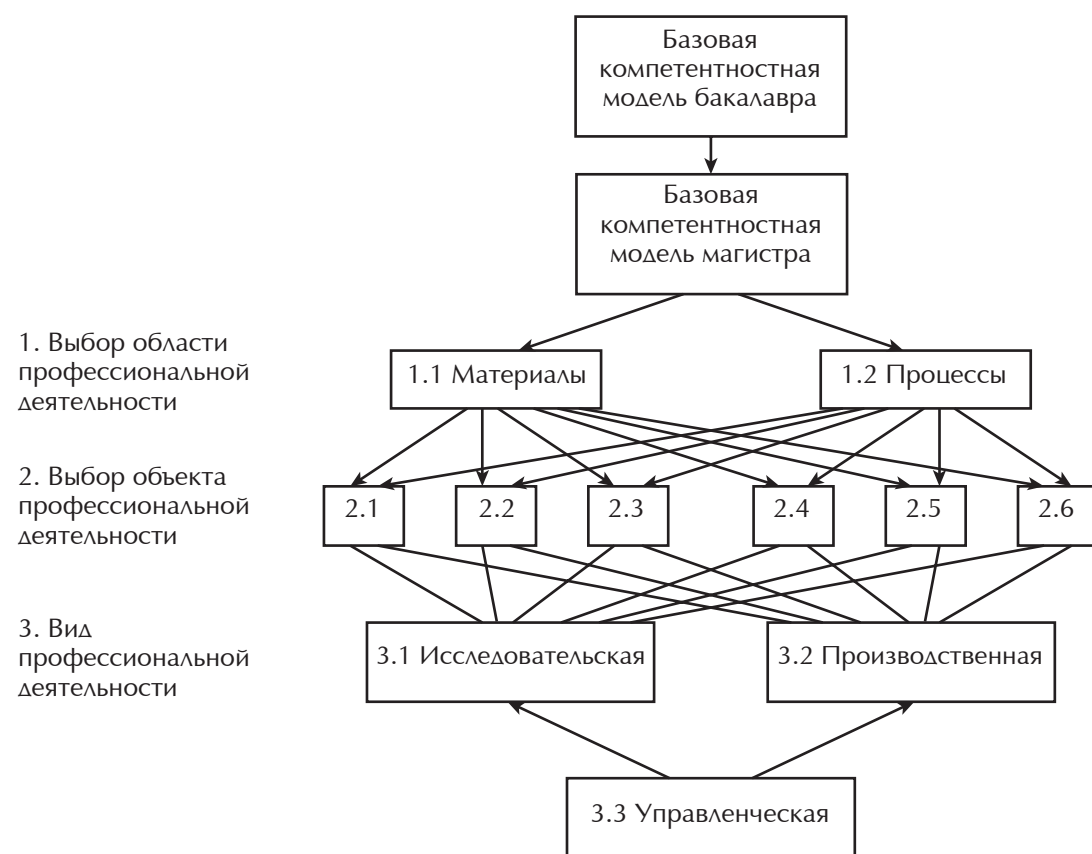 Базовая
компетентностная
модель бакалавра
Базовая
компетентностная
модель магистра
1. Выбор области
профессиональной
деятельности
1.1 Материалы
1.2 Процессы
2. Выбор объекта
профессиональной
деятельности
2.1
2.2
2.3
2.4
2.5
2.6
3. Вид
профессиональной
деятельности
3.1 Исследовательская
3.2 Производственная
3.3 Управленческая